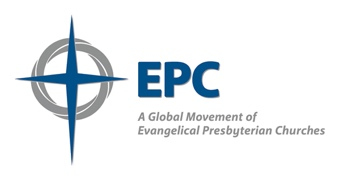 EPC
A Global Movement of
Evangelical Presbyterian Churches